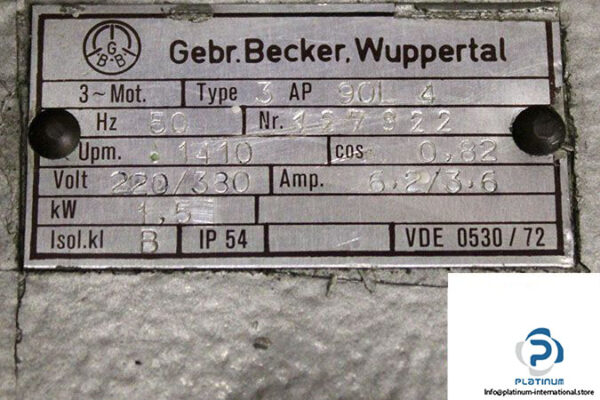 G B·B Gebr. Becker, Wuppertal
3~Mot. Type 3 AP 90L 4
Hz 50 Nr. 127922
Upm. 1410 cos 0,82
Volt 220/380 Amp. 6.2/3.6
kW 1,5
Isol.kl B IP 54 VDE 0530/72
PLATINUM
Info@platinum-international.store